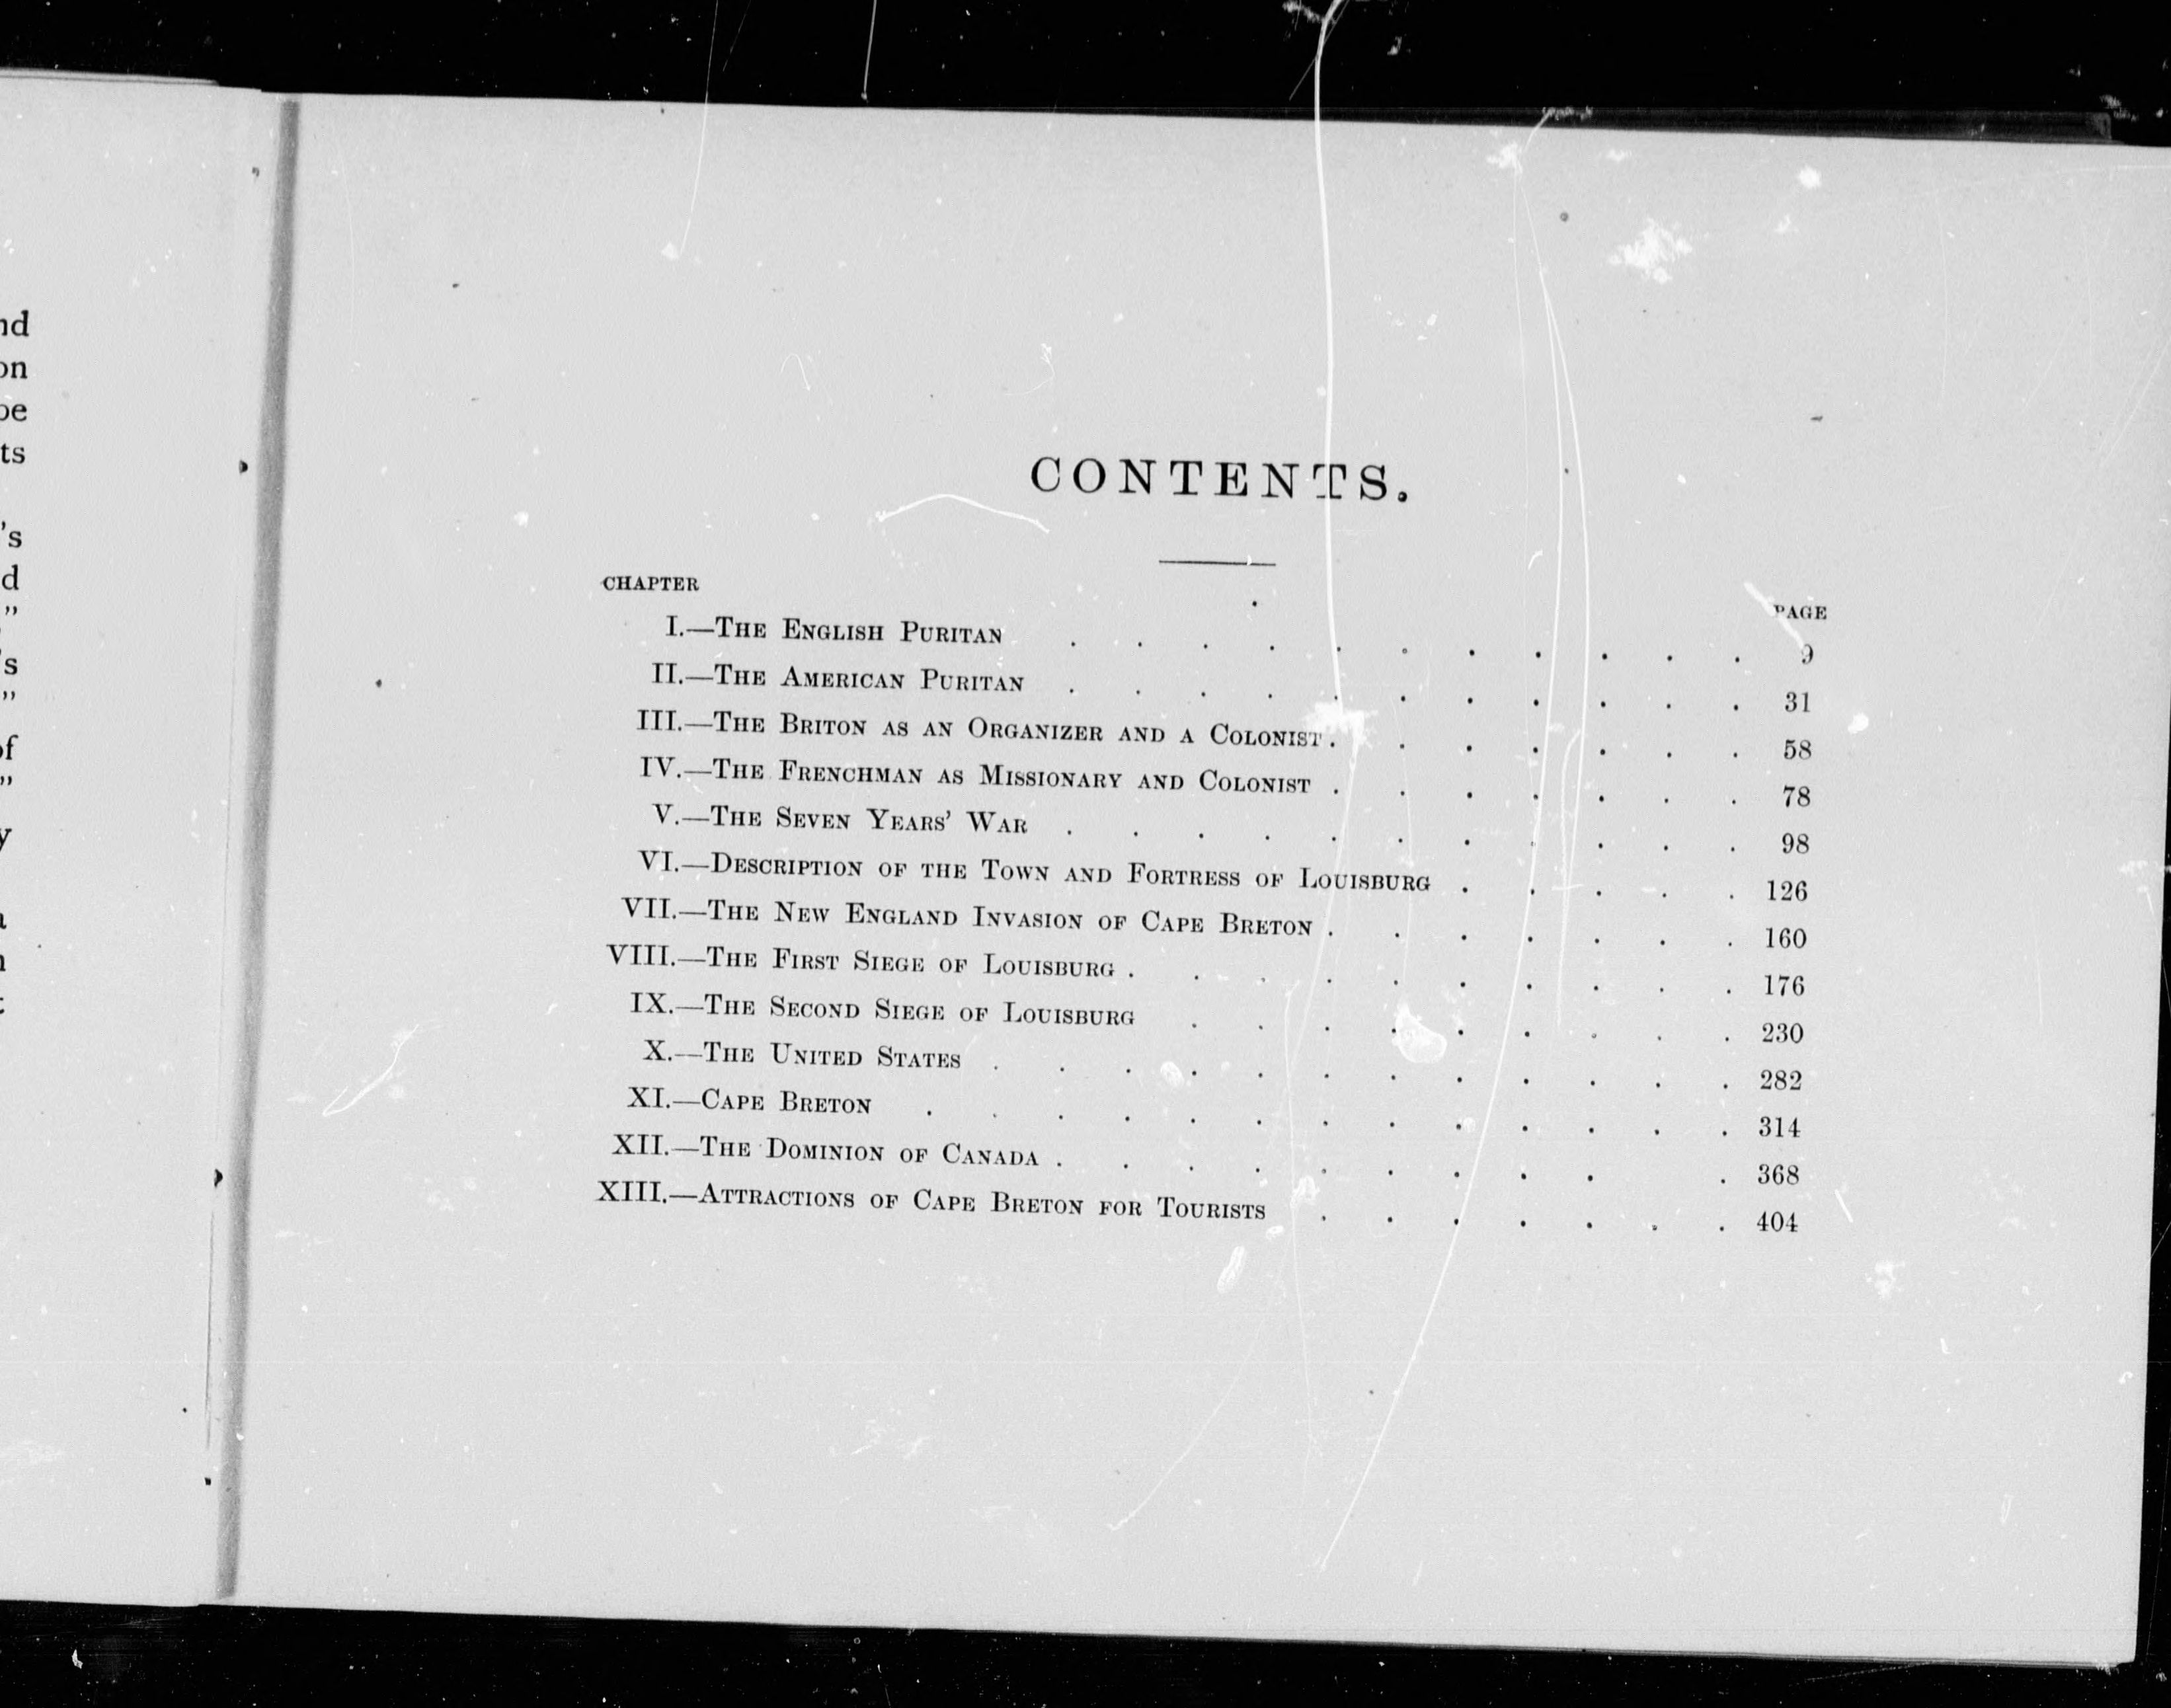 CONTENTS.
CHAPTER PAGE
I.—The English Puritan . . . . . . . . . . . 9
II.—The American Puritan . . . . . . . . . . . 31
III.—The Briton as an Organizer and a Colonist . . . . . . . 58
IV.—The Frenchman as Missionary and Colonist . . . . . . . 78
V.—The Seven Years' War . . . . . . . . . . . 98
VI.—Description of the Town and Fortress of Louisburg . . . . . 126
VII.—The New England Invasion of Cape Breton . . . . . . . 160
VIII.—The First Siege of Louisburg . . . . . . . . . . 176
IX.—The Second Siege of Louisburg . . . . . . . . . 230
X.—The United States . . . . . . . . . . . . 282
XI.—Cape Breton . . . . . . . . . . . . . 314
XII.—The Dominion of Canada . . . . . . . . . . 368
XIII.—Attractions of Cape Breton for Tourists . . . . . . . 404